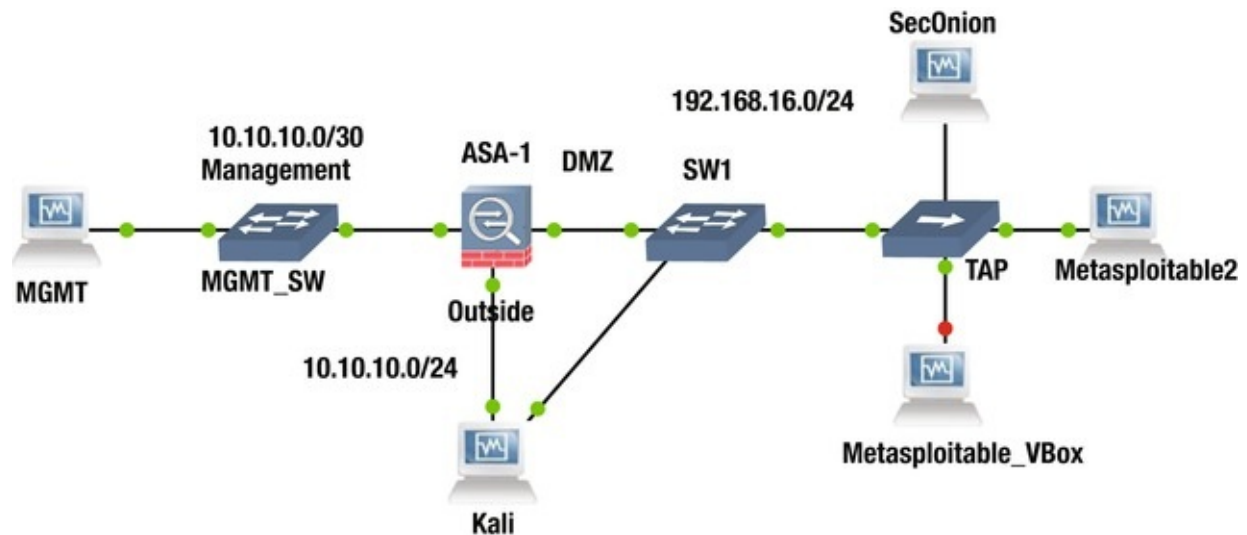 SecOnion
192.168.16.0/24
10.10.10.0/30
Management
ASA-1
DMZ
SW1
MGMT
MGMT_SW
Outside
TAP
Metasploitable2
10.10.10.0/24
Metasploitable_VBox
Kali